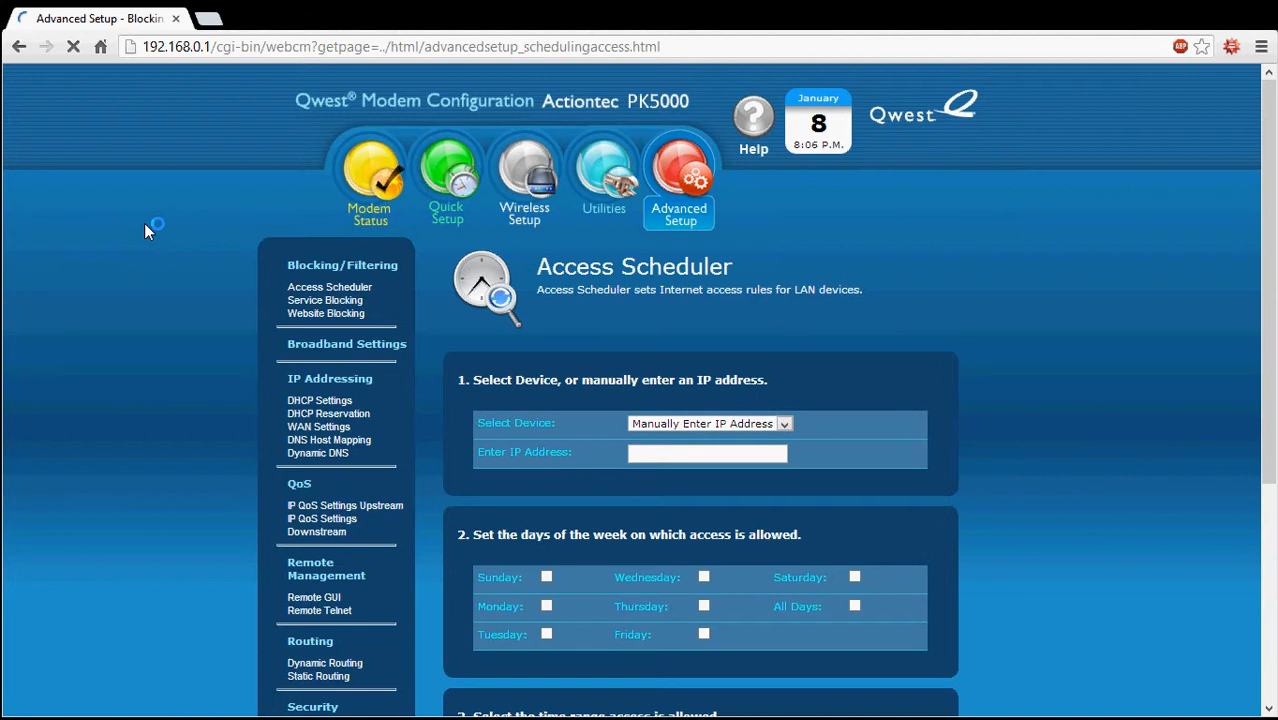 Advanced Setup - Blockin
192.168.0.1/cgi-bin/webcm?getpage=../html/advancedsetup_schedulingaccess.html
ABP
Qwest® Modem Configuration Actiontec PK5000
?
Help
January
8
8:06 P.M.
Qwest
Modem
Status
Quick
Setup
Wireless
Setup
Utilities
Advanced
Setup
Blocking/Filtering
Access Scheduler
Service Blocking
Website Blocking
Broadband Settings
IP Addressing
DHCP Settings
DHCP Reservation
WAN Settings
DNS Host Mapping
Dynamic DNS
QoS
IP QoS Settings Upstream
IP QoS Settings
Downstream
Remote
Management
Remote GUI
Remote Telnet
Routing
Dynamic Routing
Static Routing
Security
Access Scheduler
Access Scheduler sets Internet access rules for LAN devices.
1. Select Device, or manually enter an IP address.
Select Device: Manually Enter IP Address
Enter IP Address:
2. Set the days of the week on which access is allowed.
Sunday: Wednesday: Saturday:
Monday: Thursday: All Days:
Tuesday: Friday:
3. Select the time range access is allowed.